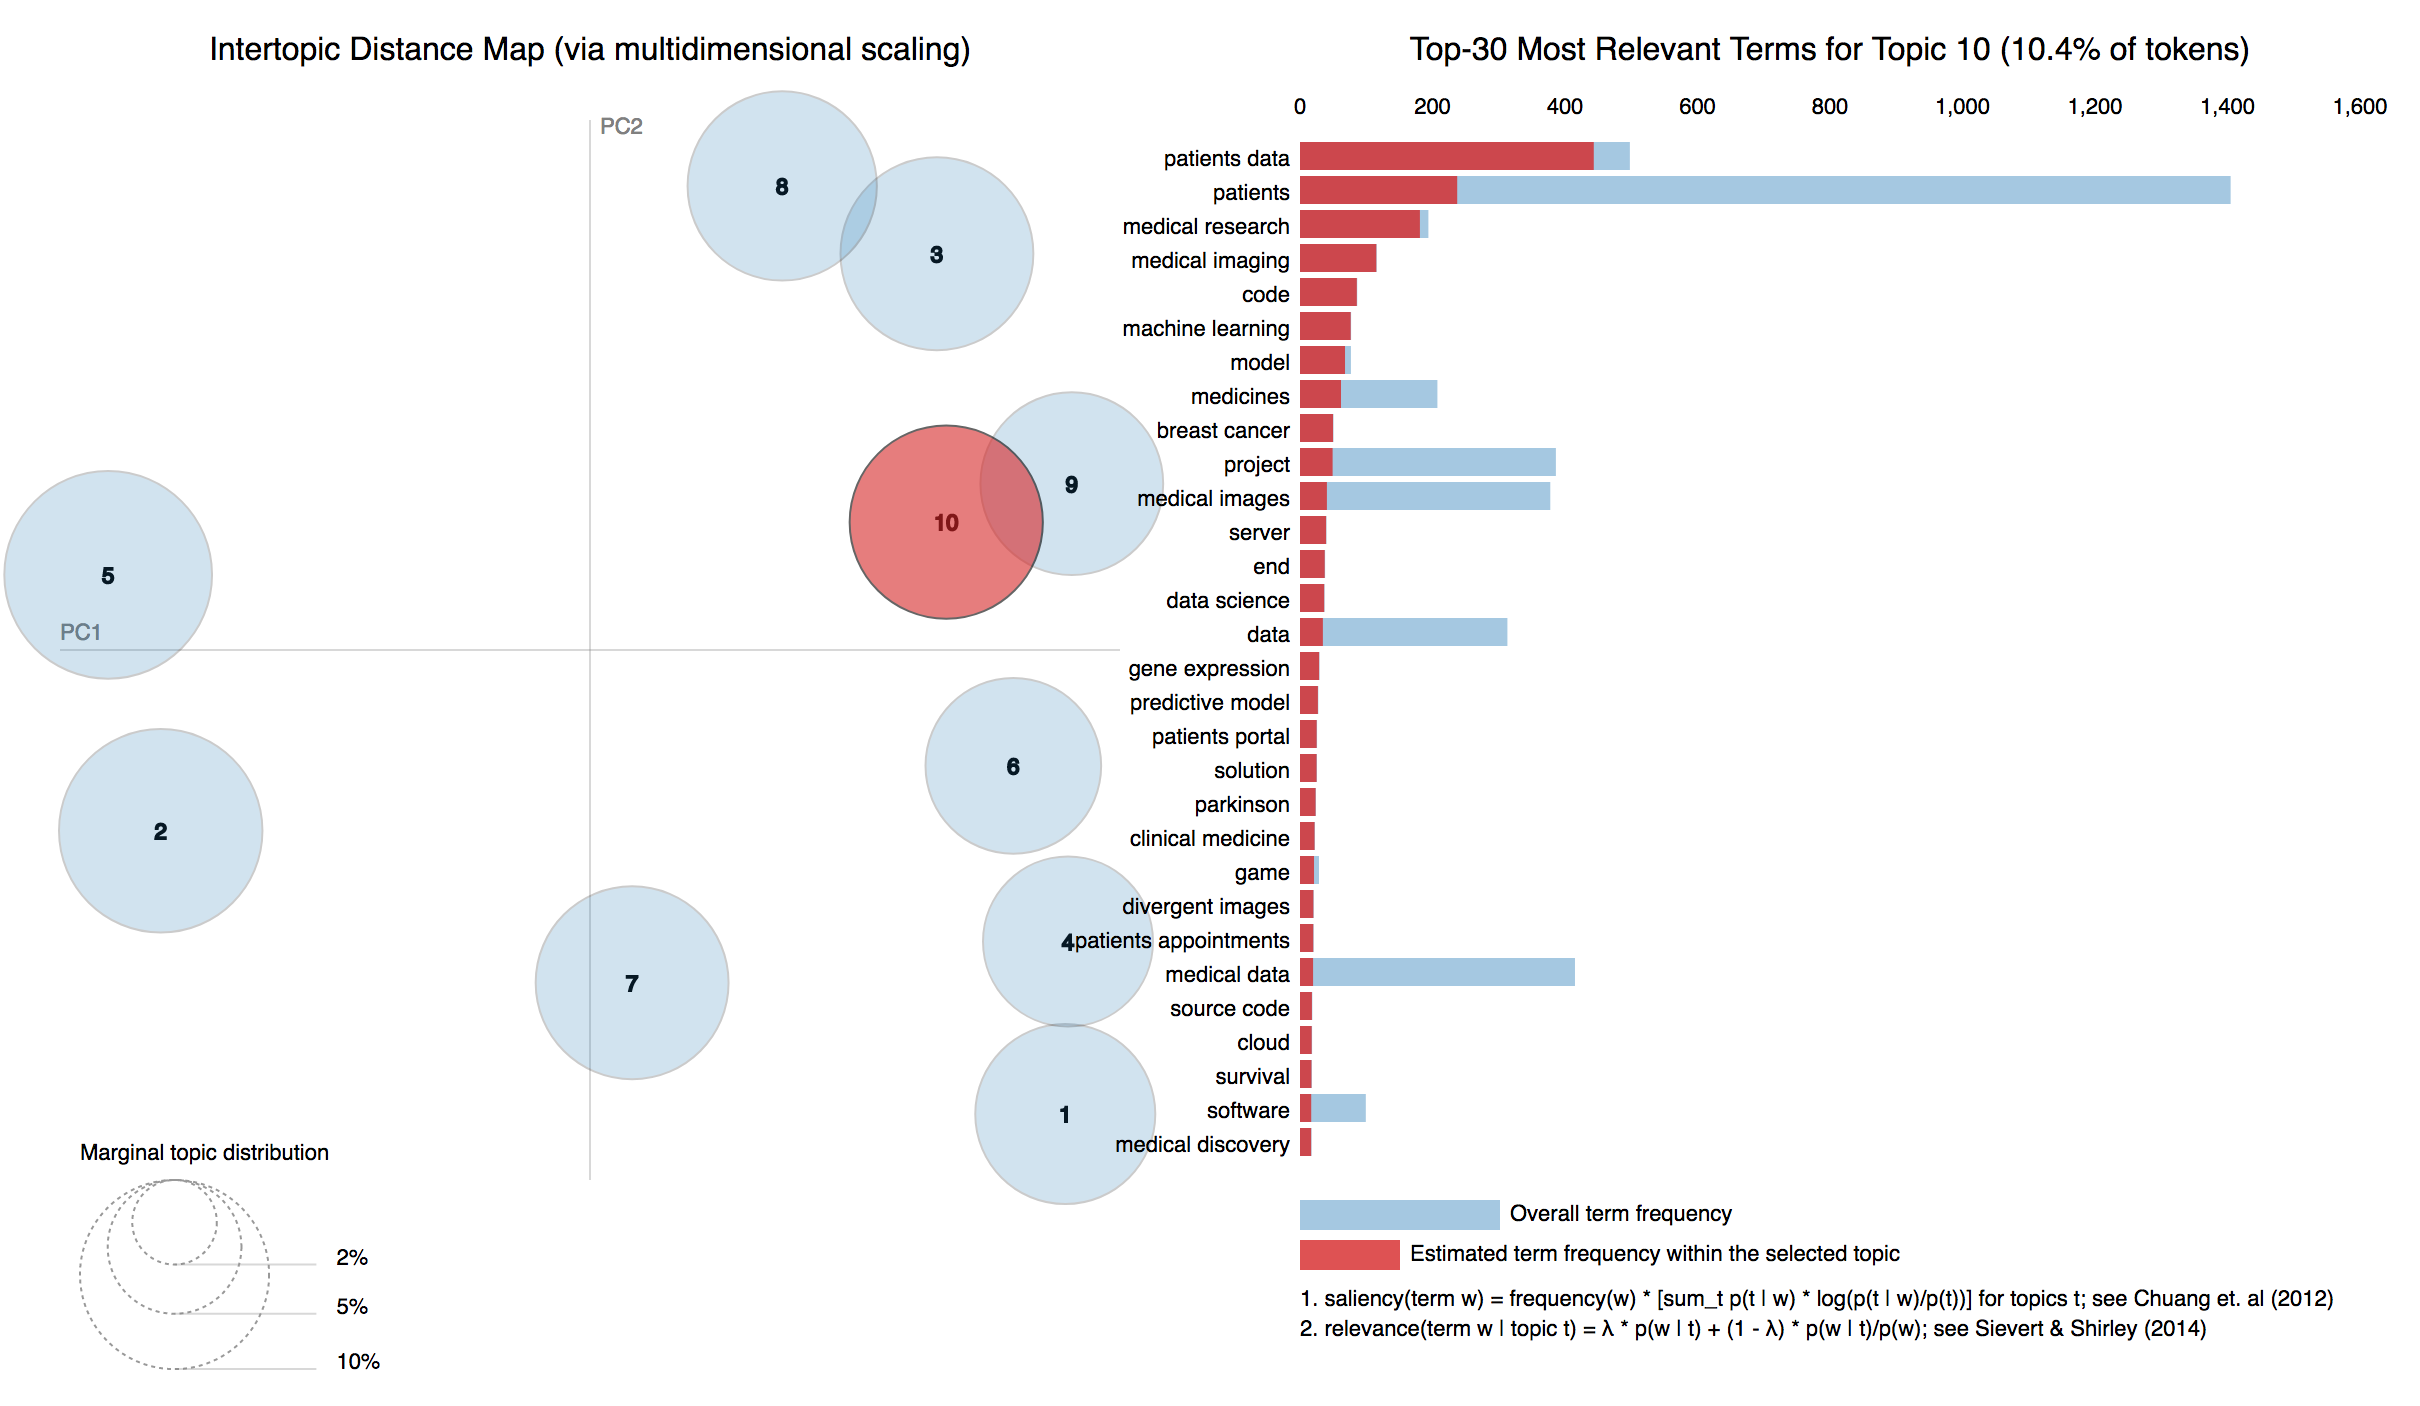 Intertopic Distance Map (via multidimensional scaling)
PC2
8
3
9
10
5
PC1
6
2
4
7
1
Marginal topic distribution
2%
5%
10%
Top-30 Most Relevant Terms for Topic 10 (10.4% of tokens)
0 200 400 600 800 1,000 1,200 1,400 1,600
patients data
patients
medical research
medical imaging
code
machine learning
model
medicines
breast cancer
project
medical images
server
end
data science
data
gene expression
predictive model
patients portal
solution
parkinson
clinical medicine
game
divergent images
patients appointments
medical data
source code
cloud
survival
software
medical discovery
Overall term frequency
Estimated term frequency within the selected topic
1. saliency(term w) = frequency(w) * [sum_t p(t | w) * log(p(t | w)/p(t))] for topics t; see Chuang et. al (2012)
2. relevance(term w | topic t) = λ * p(w | t) + (1 - λ) * p(w | t)/p(w); see Sievert & Shirley (2014)